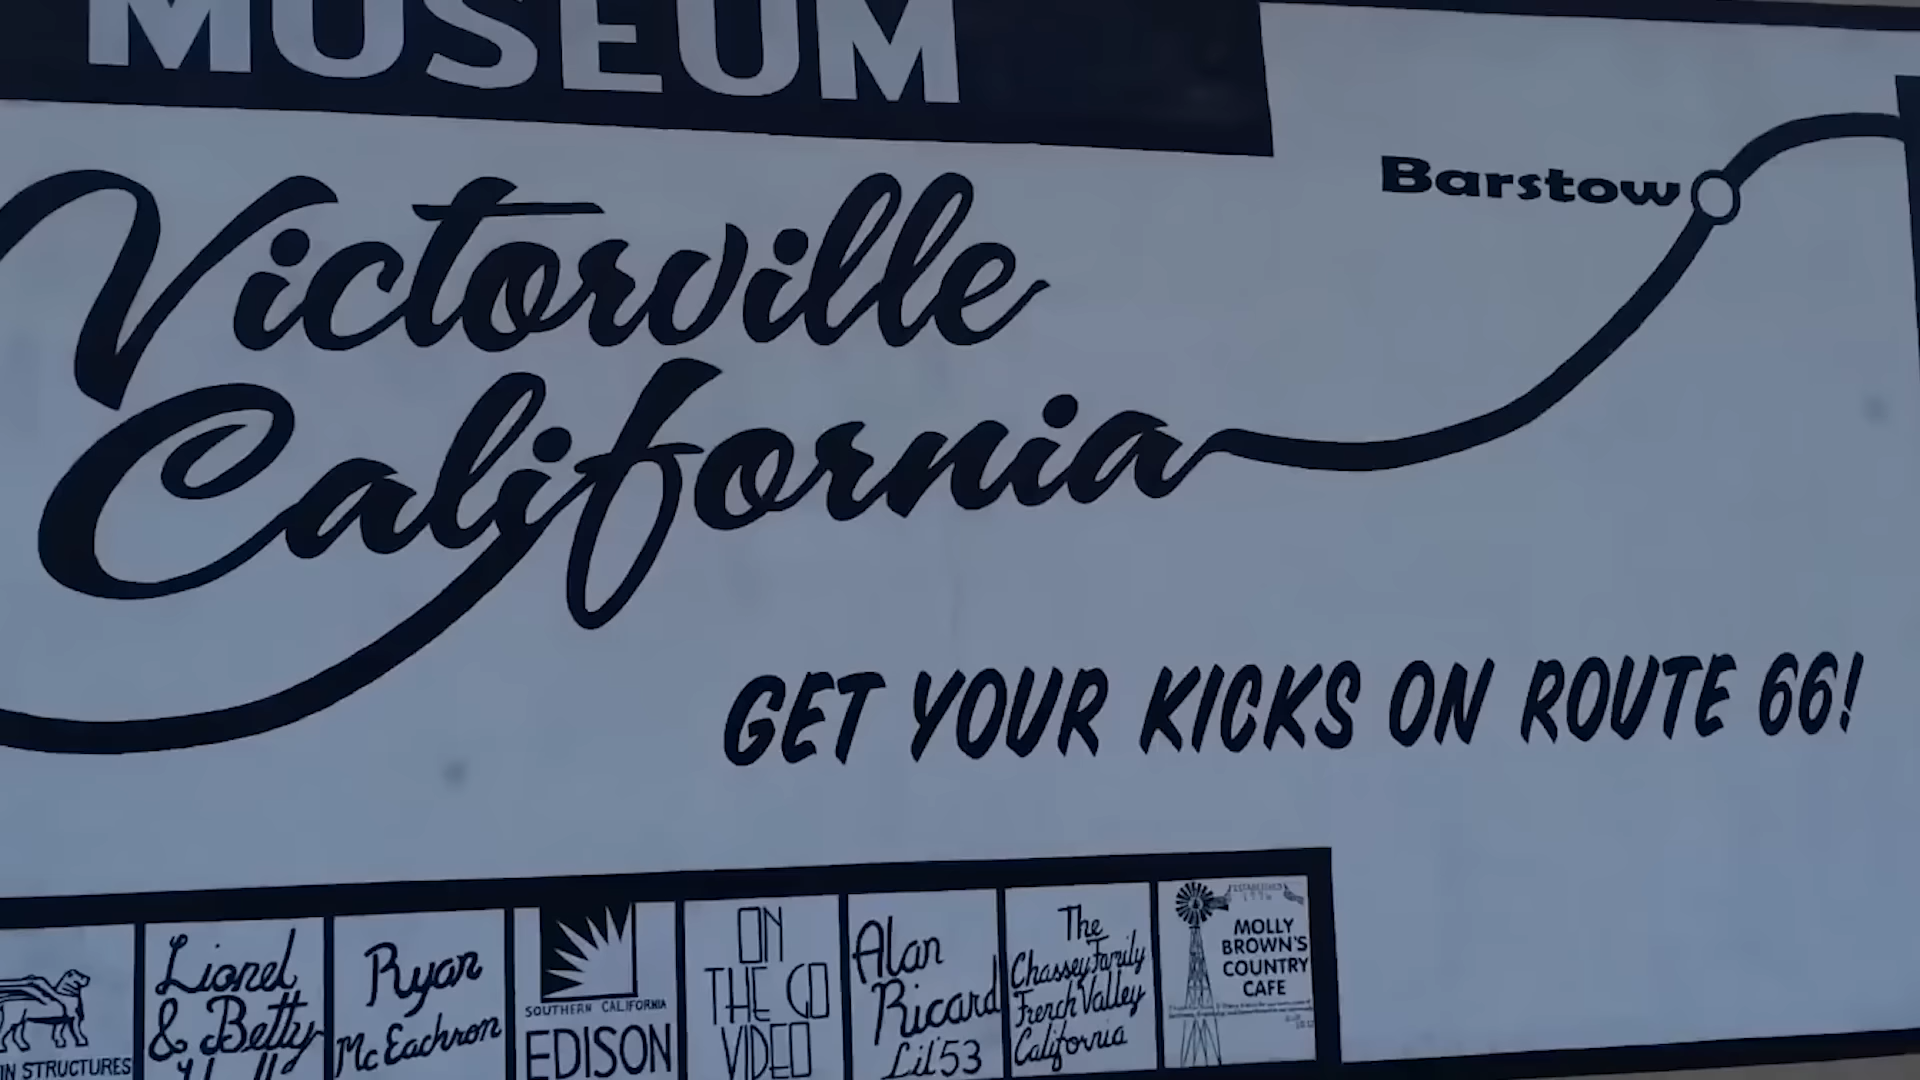 MUSEUM
Victorville
California
Barstow
GET YOUR KICKS ON ROUTE 66!
IN STRUCTURES
Lionel
& Betty
Ryan
McEachron
SOUTHERN CALIFORNIA
EDISON
ON
THE GO
VIDEO
Alan
Ricard
Lil'53
The
Chassey Family
French Valley
California
MOLLY
BROWN'S
COUNTRY
CAFE